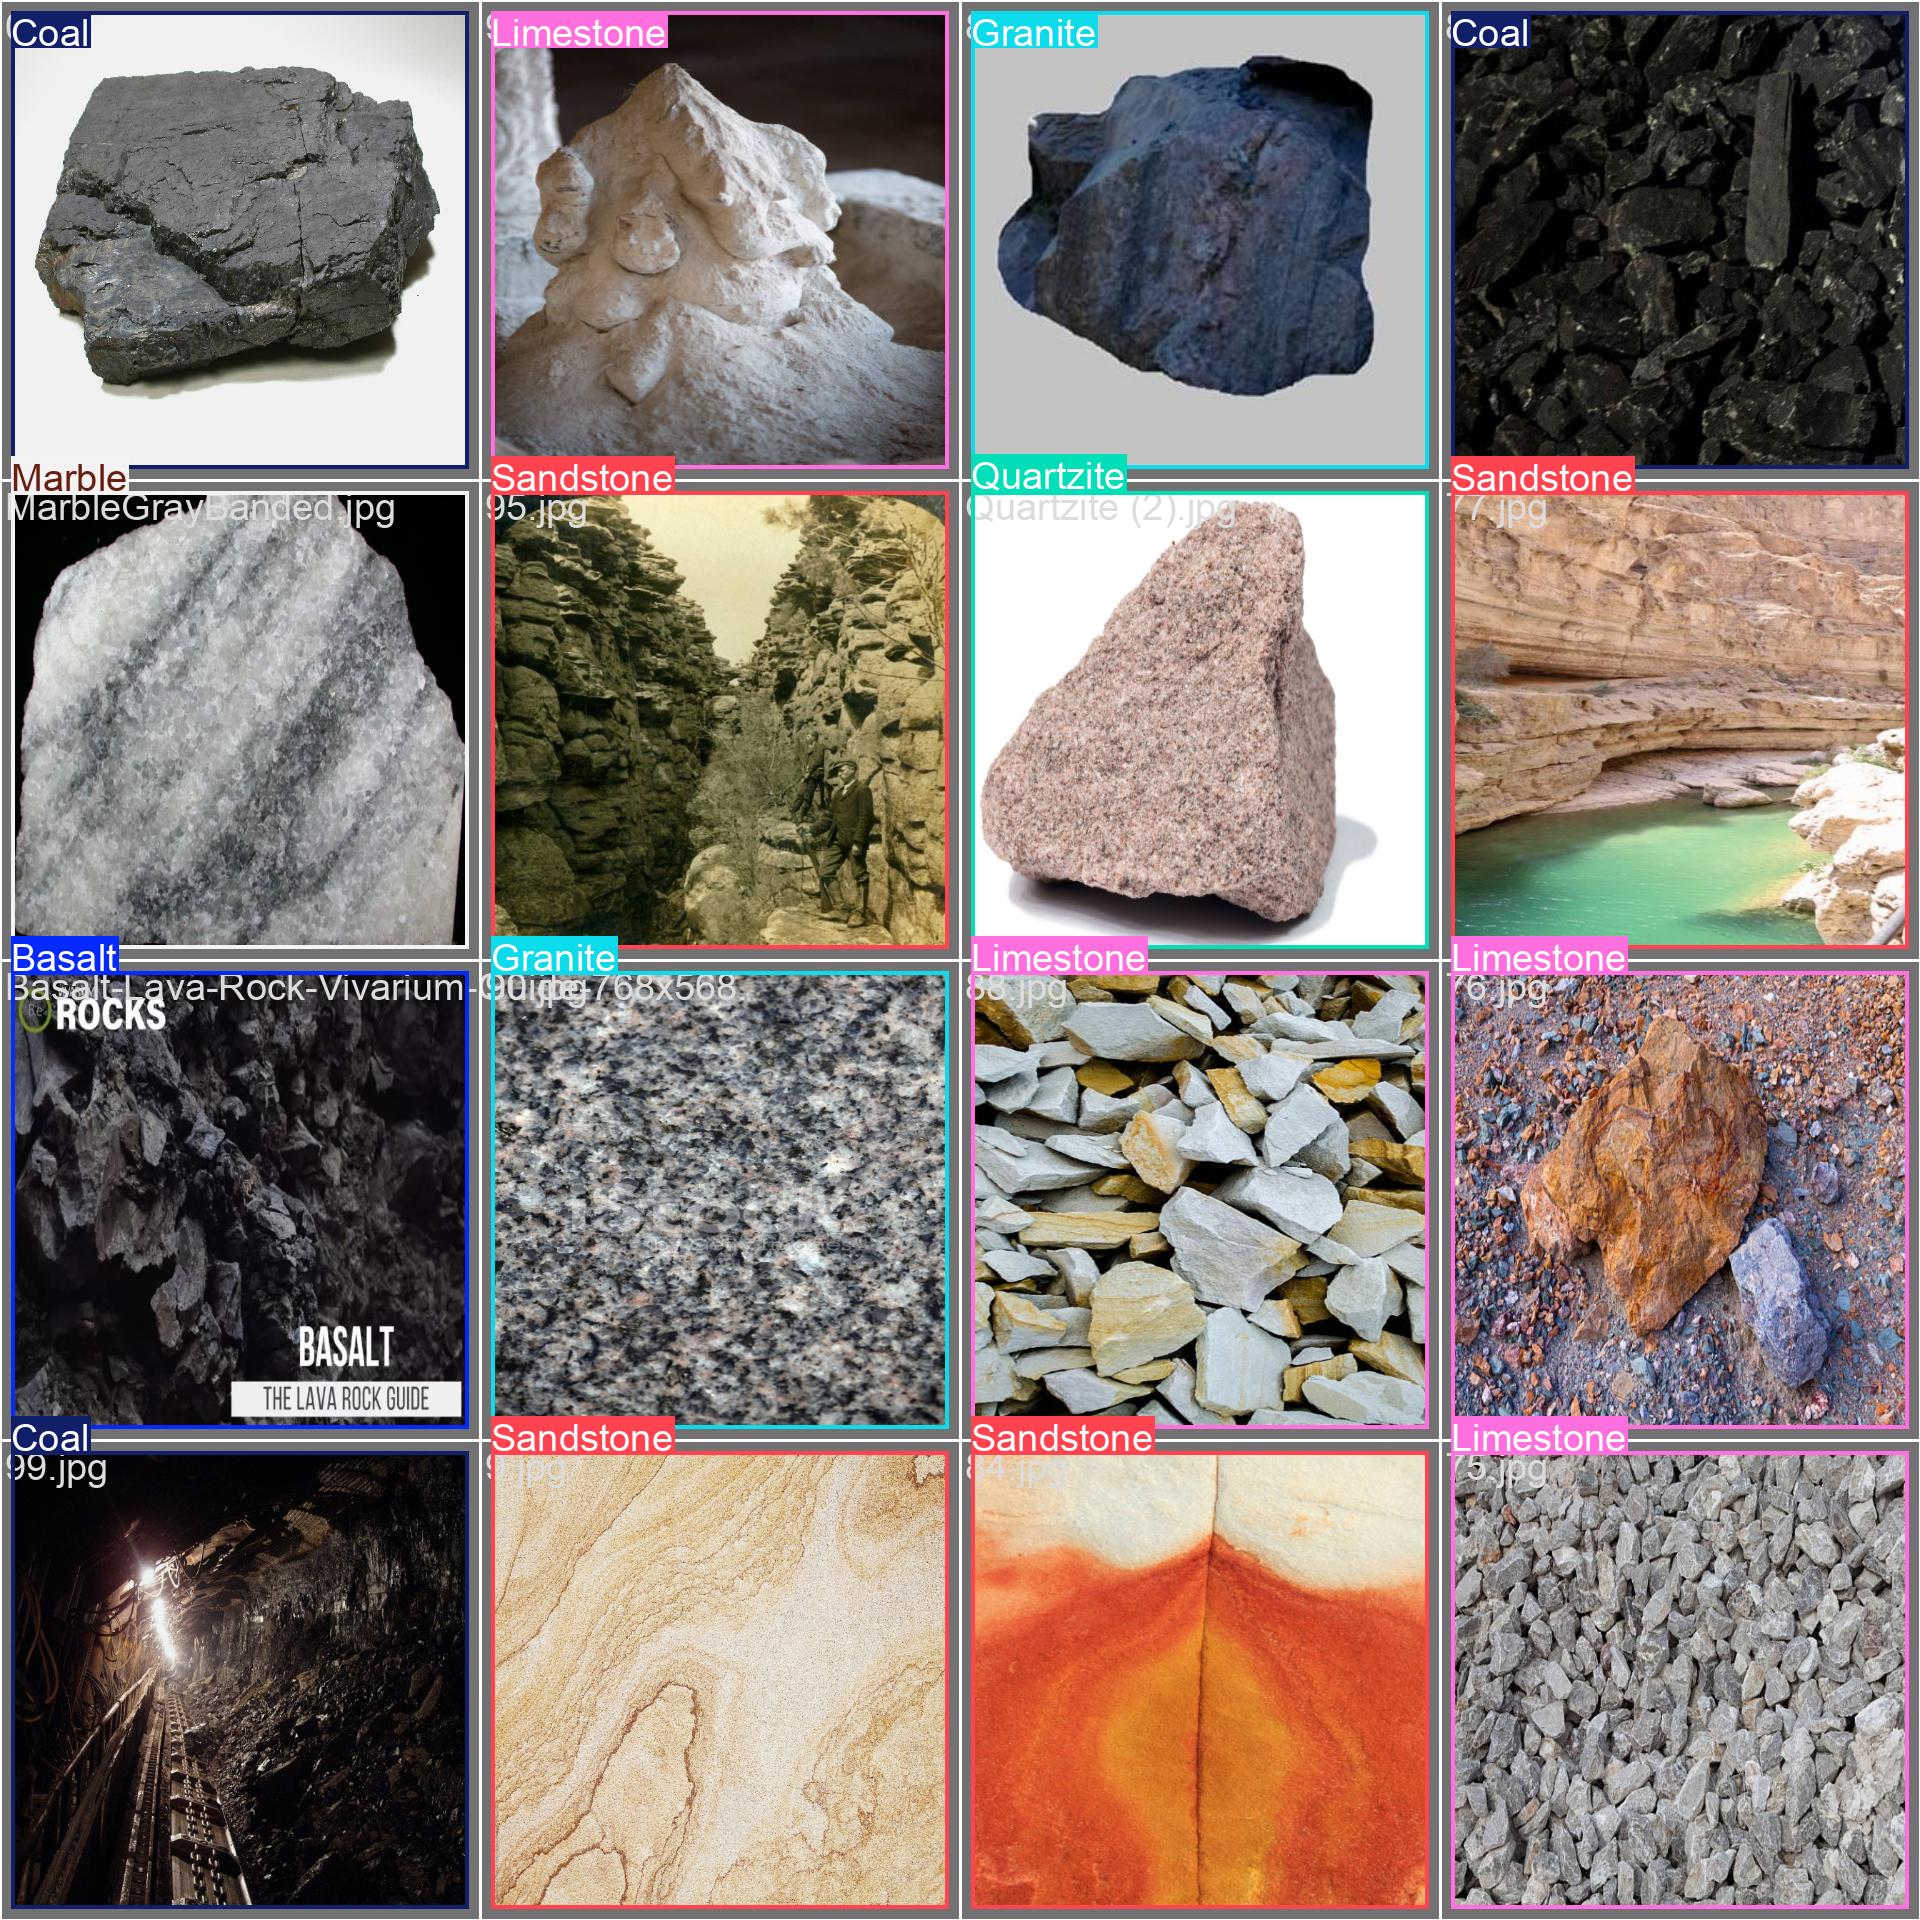 Coal
Limestone
Granite
Coal
Marble
Sandstone
Quartzite
Sandstone
MarbleGrayBanded.jpg
95.jpg
Quartzite (2).jpg
77.jpg
Basalt
Granite
Limestone
Limestone
Basalt-Lava-Rock-Vivarium-Guide-768x568
90.jpg
88.jpg
76.jpg
ROCKS
BASALT
THE LAVA ROCK GUIDE
Coal
Sandstone
Sandstone
Limestone
99.jpg
9.jpg
84.jpg
75.jpg